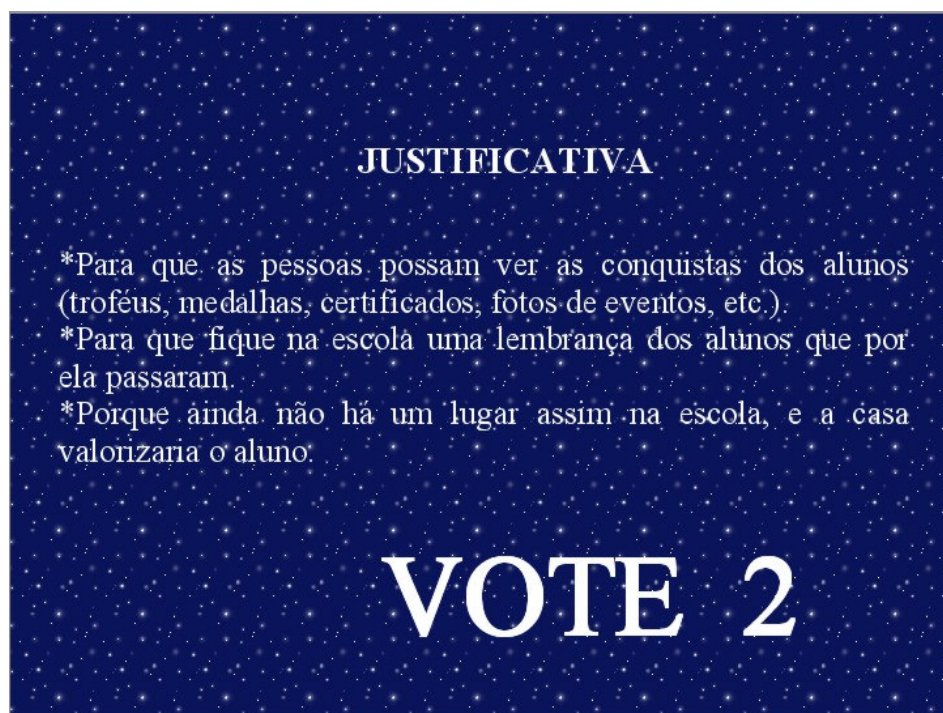 JUSTIFICATIVA
*Para que as pessoas possam ver as conquistas dos alunos
(troféus, medalhas, certificados, fotos de eventos, etc.).
*Para que fique na escola uma lembrança dos alunos que por
ela passaram.
*Porque ainda não há um lugar assim na escola, e a casa
valorizaria o aluno.
VOTE 2